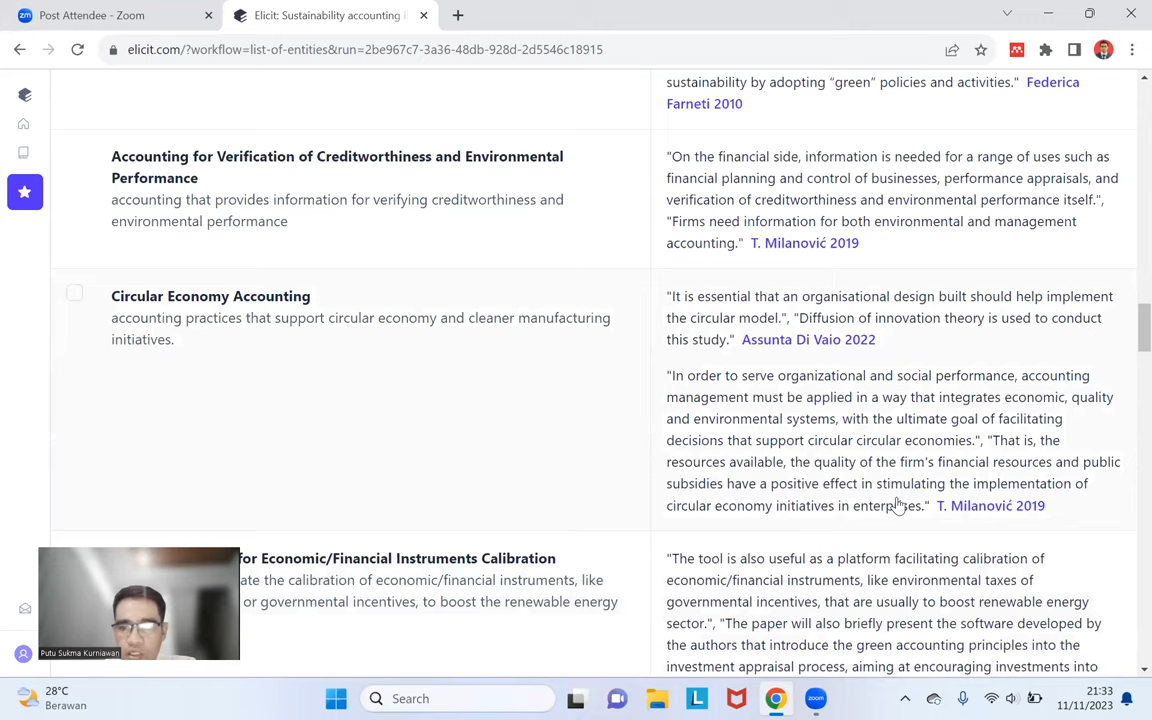 Post Attendee - Zoom
Elicit: Sustainability accounting
elicit.com/?workflow=list-of-entities&run=2be967c7-3a36-48db-928d-2d5546c18915
sustainability by adopting “green” policies and activities." Federica
Farneti 2010
Accounting for Verification of Creditworthiness and Environmental
Performance
accounting that provides information for verifying creditworthiness and
environmental performance
"On the financial side, information is needed for a range of uses such as
financial planning and control of businesses, performance appraisals, and
verification of creditworthiness and environmental performance itself.",
"Firms need information for both environmental and management
accounting." T. Milanović 2019
Circular Economy Accounting
accounting practices that support circular economy and cleaner manufacturing
initiatives.
"It is essential that an organisational design built should help implement
the circular model.", "Diffusion of innovation theory is used to conduct
this study." Assunta Di Vaio 2022
"In order to serve organizational and social performance, accounting
management must be applied in a way that integrates economic, quality
and environmental systems, with the ultimate goal of facilitating
decisions that support circular circular economies.", "That is, the
resources available, the quality of the firm's financial resources and public
subsidies have a positive effect in stimulating the implementation of
circular economy initiatives in enterprises." T. Milanović 2019
for Economic/Financial Instruments Calibration
ate the calibration of economic/financial instruments, like
or governmental incentives, to boost the renewable energy
"The tool is also useful as a platform facilitating calibration of
economic/financial instruments, like environmental taxes of
governmental incentives, that are usually to boost renewable energy
sector.", "The paper will also briefly present the software developed by
the authors that introduce the green accounting principles into the
investment appraisal process, aiming at encouraging investments into
Putu Sukma Kurniawan
28°C
Berawan
Search
21:33
11/11/2023